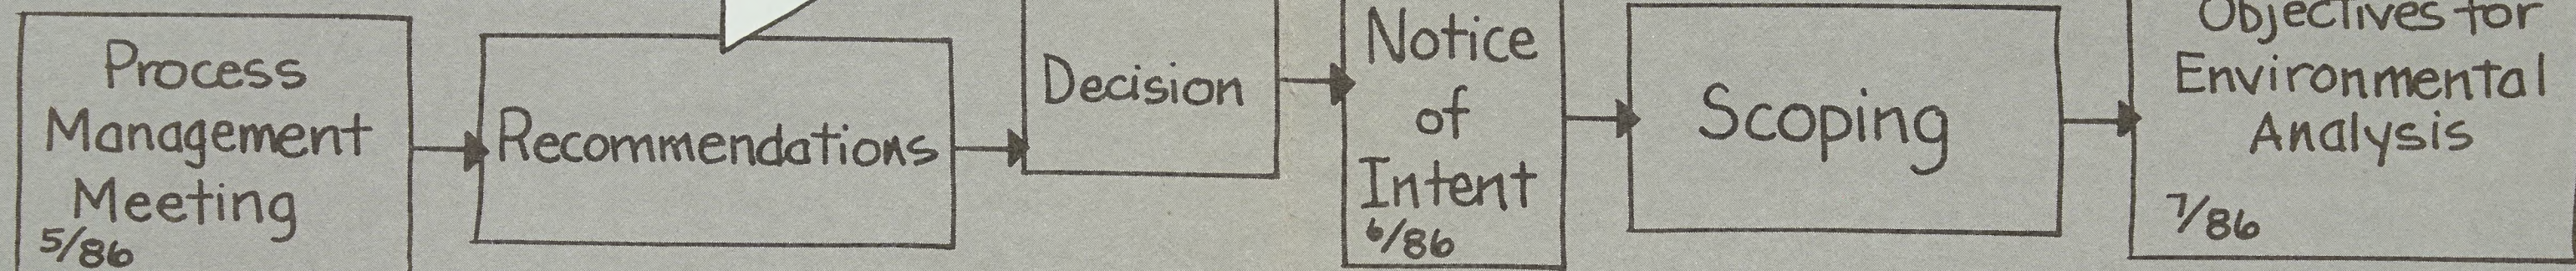 Process
Management
Meeting
5/86
Recommendations
Decision
Notice
of
Intent
6/86
Scoping
Objectives for
Environmental
Analysis
7/86